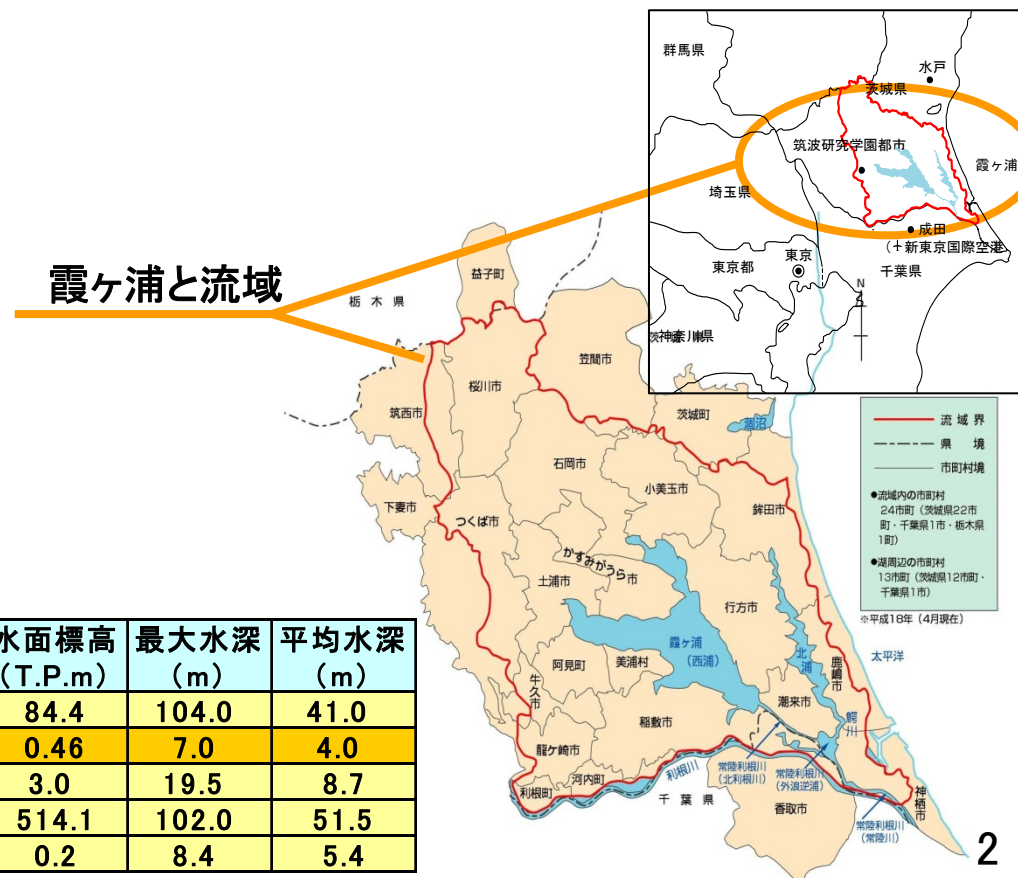 霞ヶ浦と流域
群馬県
水戸
茨城県
筑波研究学園都市
霞ヶ浦
埼玉県
成田
(新東京国際空港
東京都
東京
千葉県
N
神奈川県
栃木県
益子町
笠間市
桜川市
筑西市
茨城町
涸沼
石岡市
小美玉市
鉾田市
下妻市
つくば市
かすみがうら市
土浦市
行方市
霞ヶ浦
(西浦)
北浦
鹿嶋市
太平洋
阿見町
美浦村
牛久市
潮来市
鰐川
稲敷市
龍ケ崎市
河内町
利根町
利根川
常陸利根川
(北利根川)
常陸利根川
(外浪逆浦)
千葉県
香取市
神栖市
常陸利根川
(常陸川)
流域界
県境
市町村境
●流域内の市町村
24市町(茨城県22市
町・千葉県1市・栃木県
1町)
●湖周辺の市町村
13市町(茨城県12市町・
千葉県1市)
※平成18年(4月現在)
水面標高 最大水深 平均水深
(T.P.m) (m) (m)
84.4 104.0 41.0
0.46 7.0 4.0
3.0 19.5 8.7
514.1 102.0 51.5
0.2 8.4 5.4
2